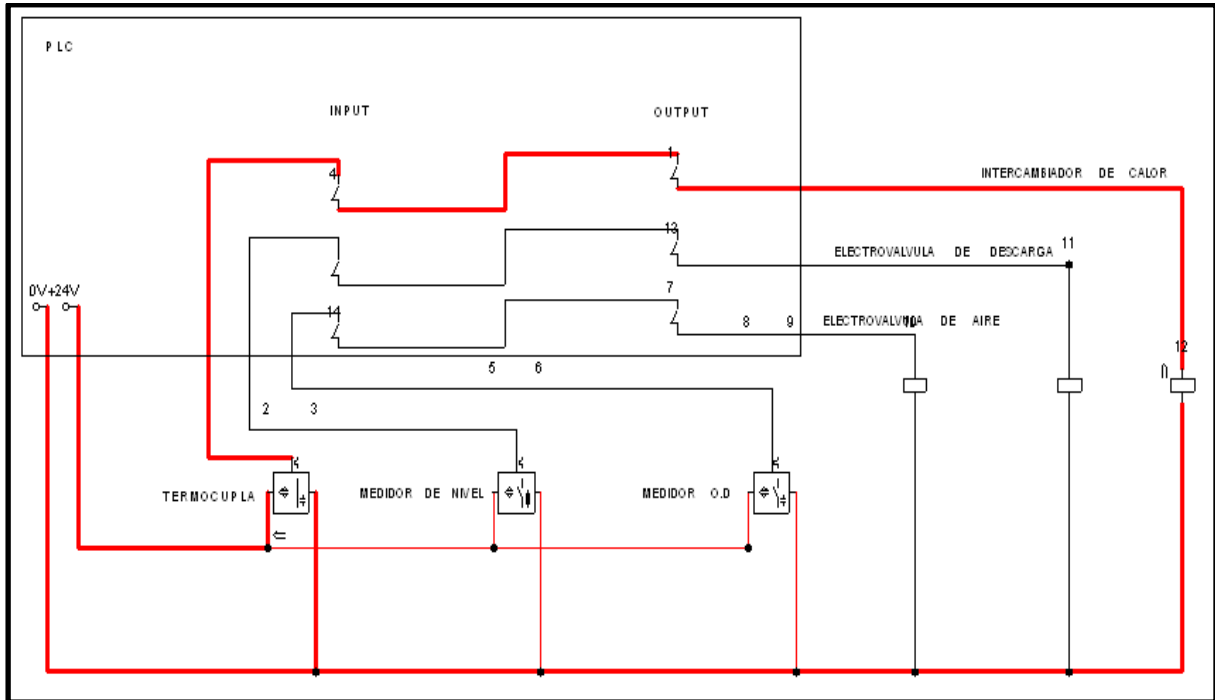 PLC
INPUT
OUTPUT
1
4
INTERCAMBIADOR DE CALOR
13
11
ELECTROVALVULA DE DESCARGA
0V +24V
7
14
8 9
ELECTROVALVULA DE AIRE
10
12
5 6
2 3
TERMOCUPLA
MEDIDOR DE NIVEL
MEDIDOR O.D